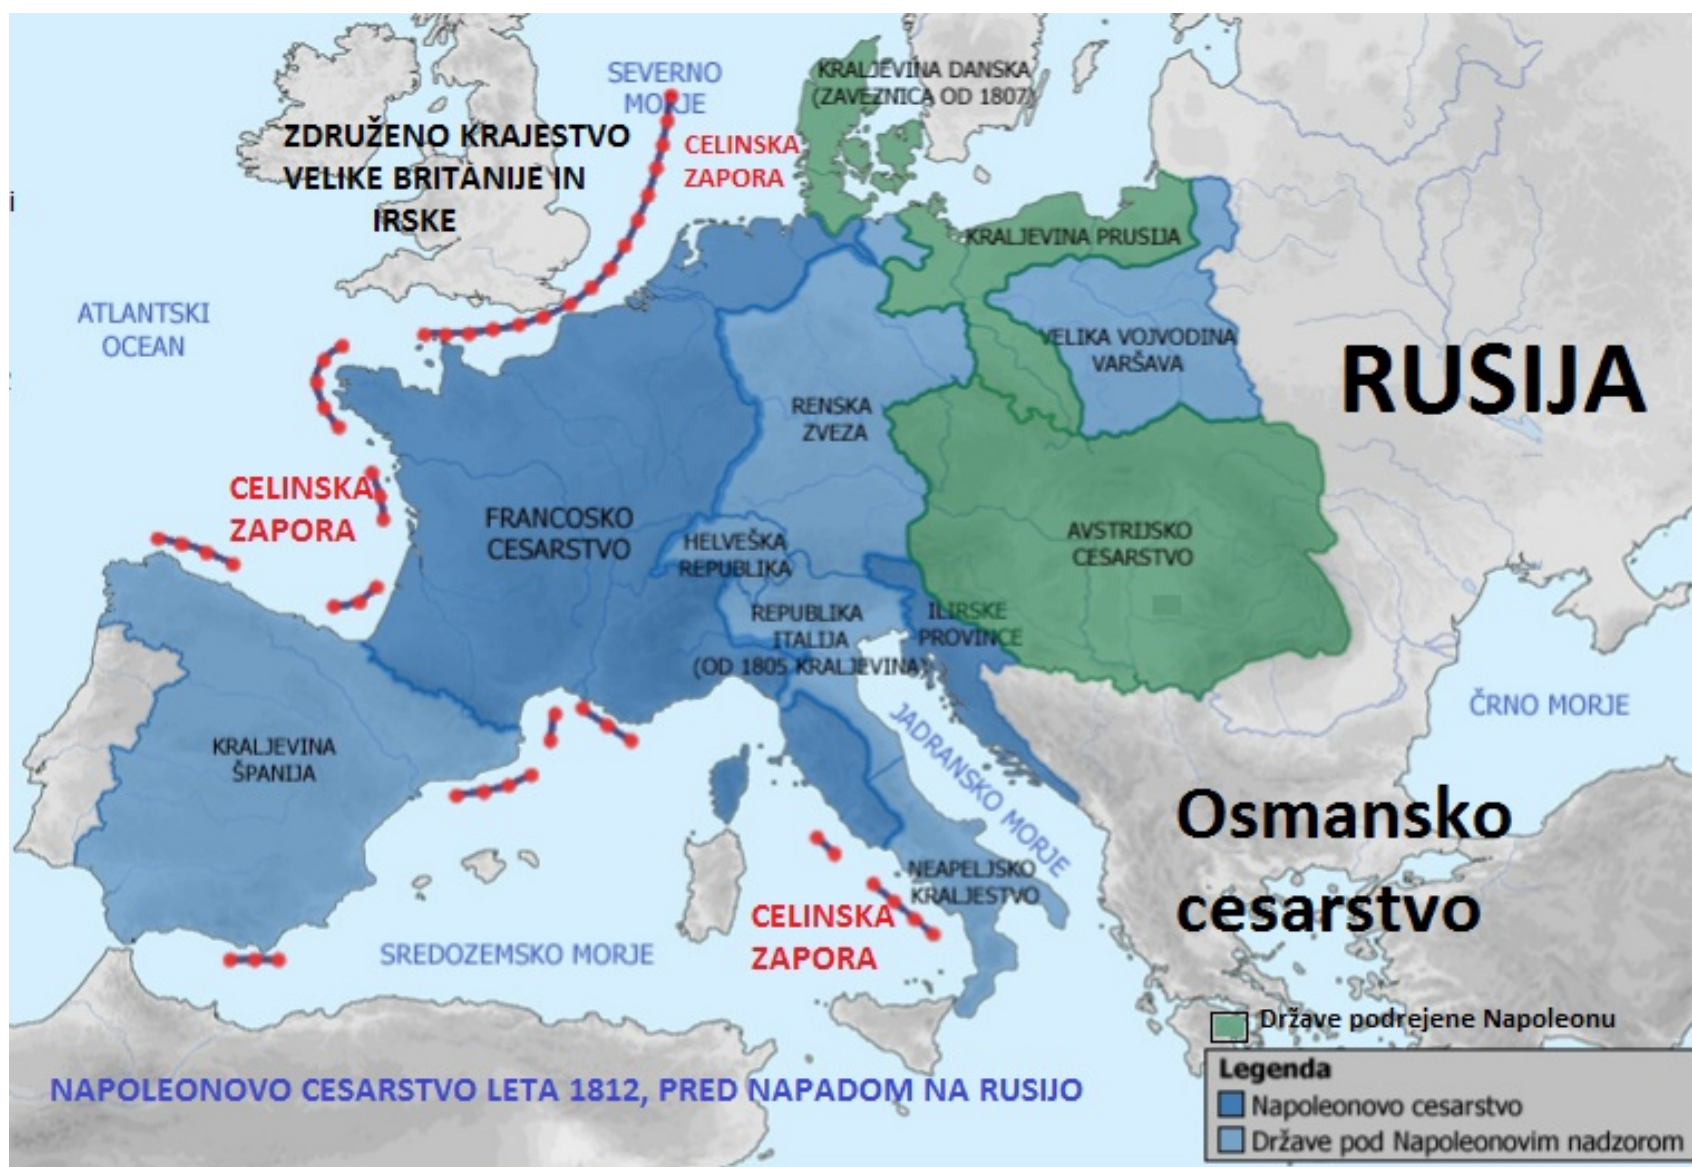 SEVERNO
MORJE
KRALJEVINA DANSKA
(ZAVEZNICA OD 1807)
ZDRUŽENO KRAJESTVO
VELIKE BRITANIJE IN
IRSKE
CELINSKA
ZAPORA
i
KRALJEVINA PRUSIJA
ATLANTSKI
OCEAN
VELIKA VOJVODINA
VARŠAVA
RUSIJA
RENSKA
ZVEZA
CELINSKA
ZAPORA
FRANCOSKO
CESARSTVO
HELVEŠKA
REPUBLIKA
AVSTRIJSKO
CESARSTVO
REPUBLIKA
ITALIJA
(OD 1805 KRALJEVINA)
ILIRSKE
PROVINCE
ČRNO MORJE
KRALJEVINA
ŠPANIJA
JADRANSKO MORJE
Osmansko
cesarstvo
NEAPELJSKO
KRALJESTVO
CELINSKA
ZAPORA
SREDOZEMSKO MORJE
Države podrejene Napoleonu
Legenda
Napoleonovo cesarstvo
Države pod Napoleonovim nadzorom
NAPOLEONOVO CESARSTVO LETA 1812, PRED NAPADOM NA RUSIJO